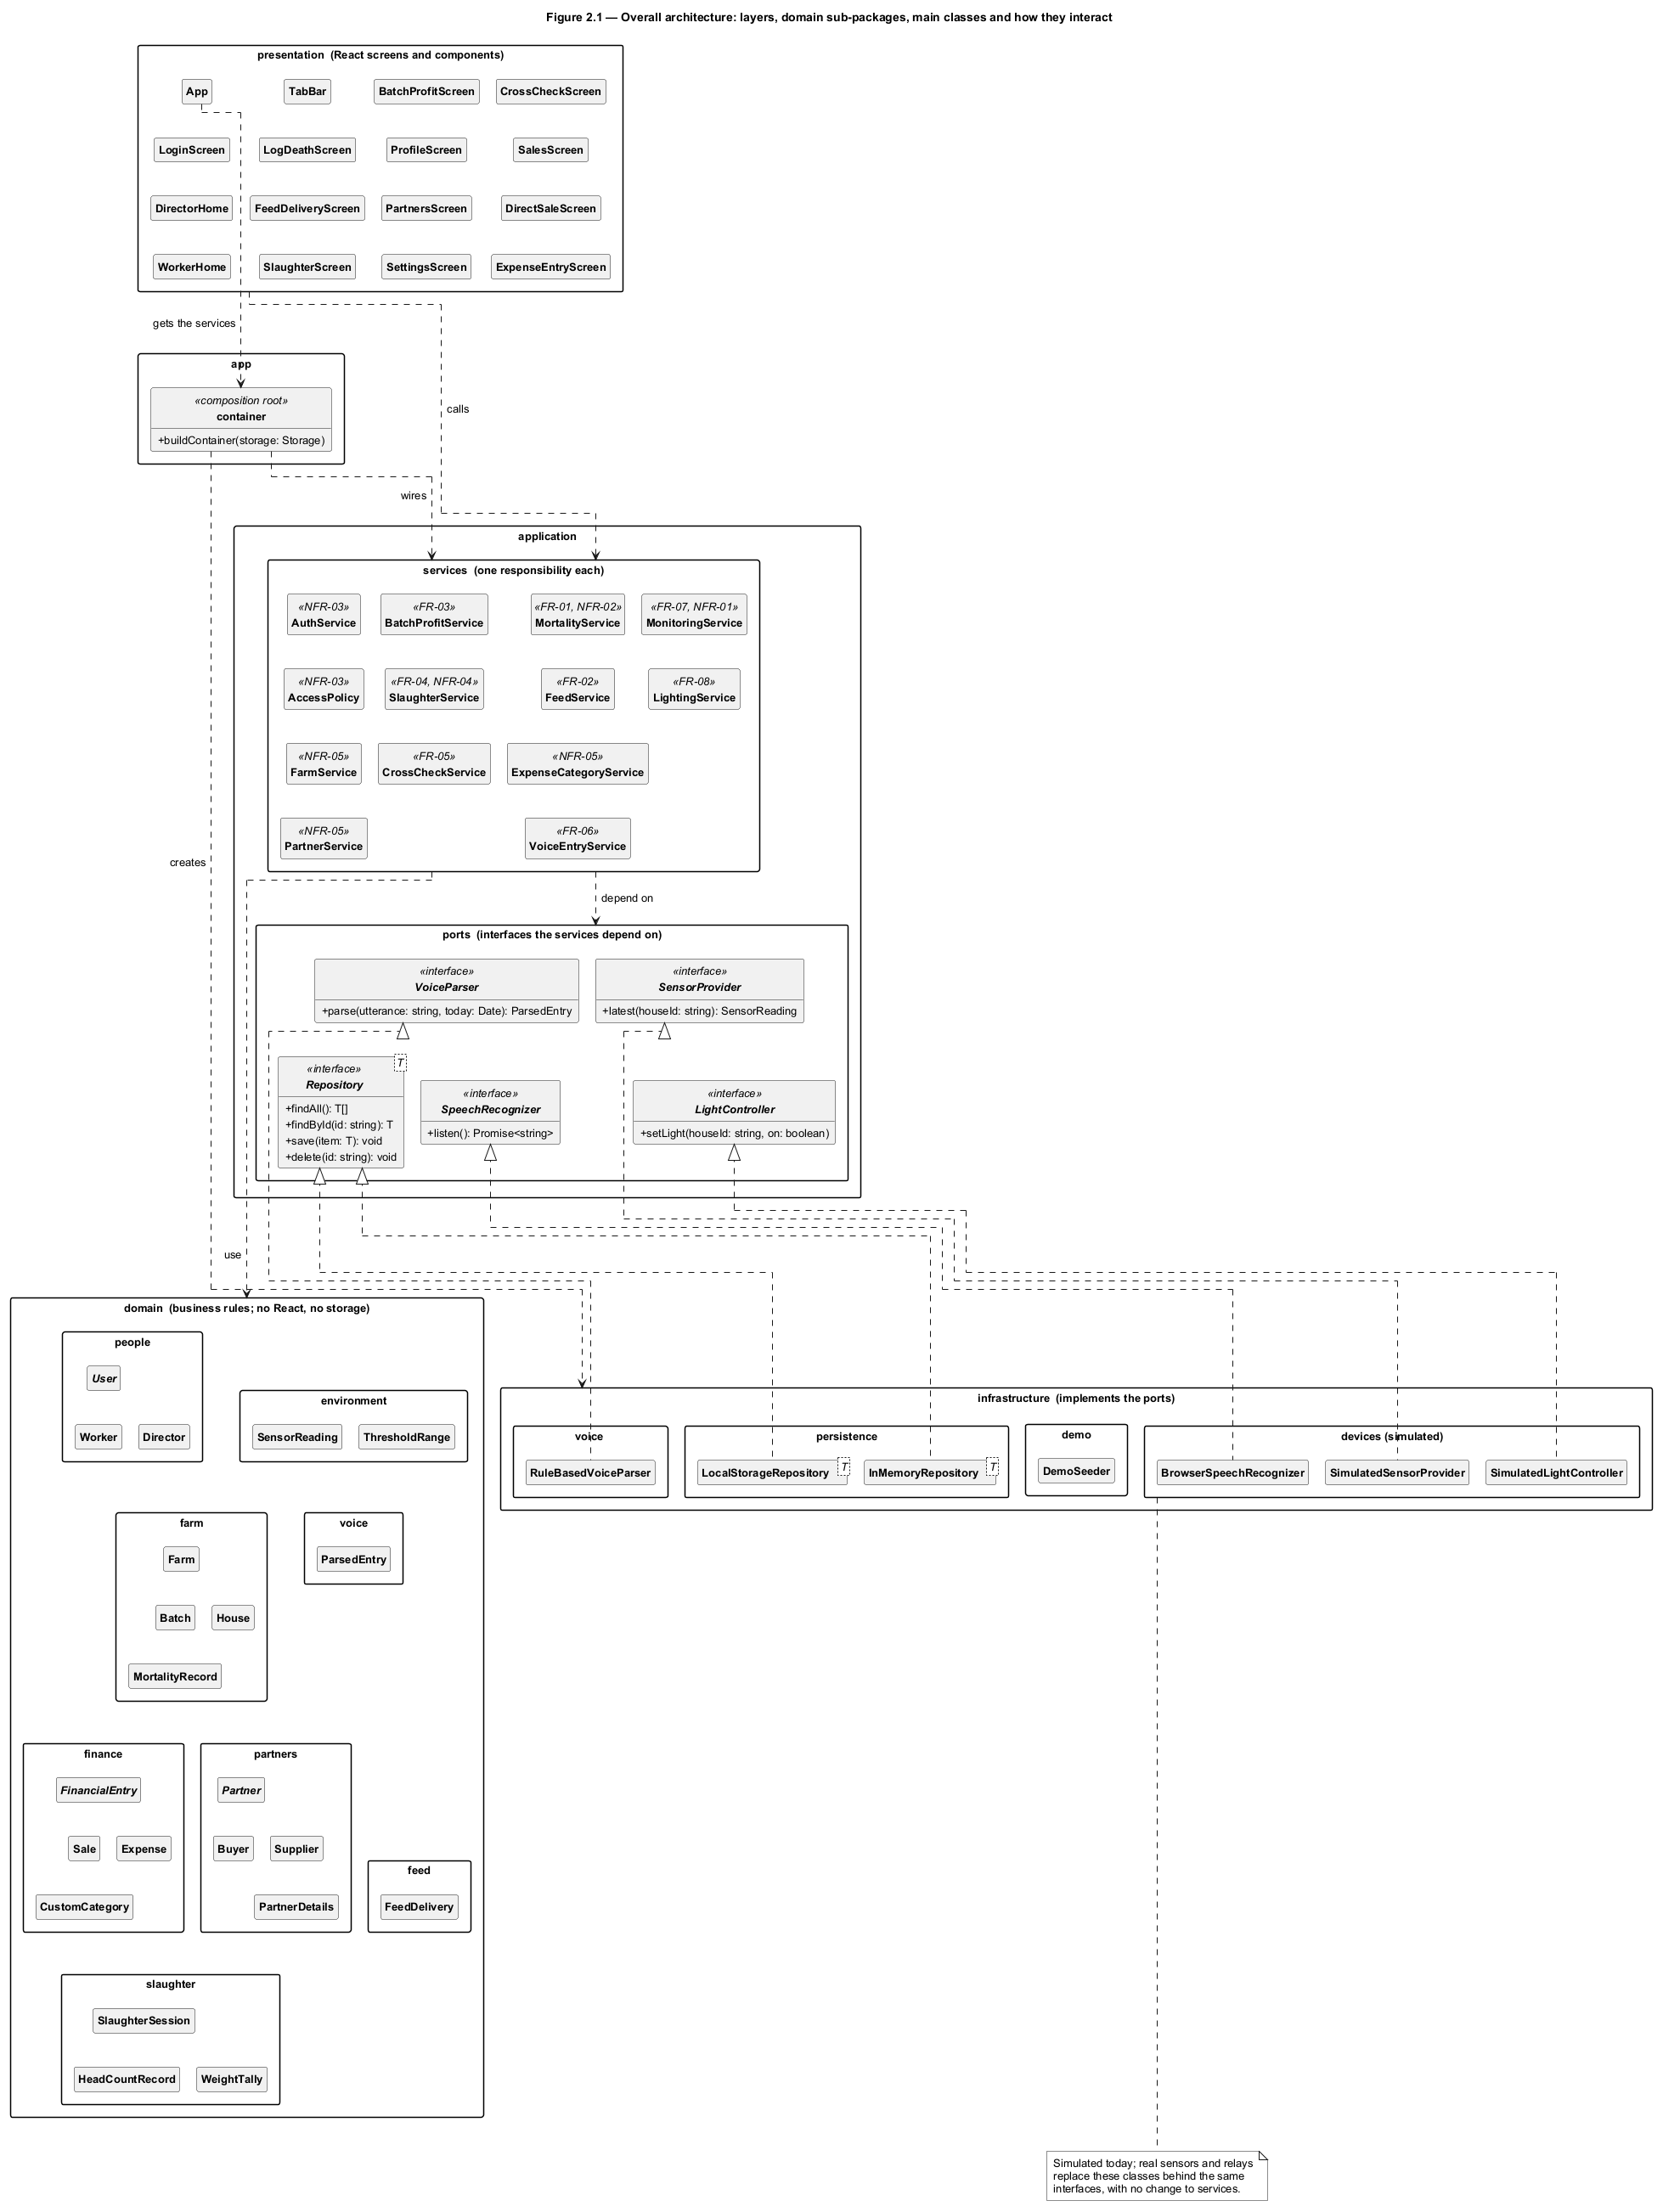 Figure 2.1 — Overall architecture: layers, domain sub-packages, main classes and how they interact
presentation (React screens and components)
App
TabBar
BatchProfitScreen
CrossCheckScreen
LoginScreen
LogDeathScreen
ProfileScreen
SalesScreen
DirectorHome
FeedDeliveryScreen
PartnersScreen
DirectSaleScreen
WorkerHome
SlaughterScreen
SettingsScreen
ExpenseEntryScreen
gets the services
app
«composition root»
container
+buildContainer(storage: Storage)
calls
wires
application
services (one responsibility each)
«NFR-03»
AuthService
«FR-03»
BatchProfitService
«FR-01, NFR-02»
MortalityService
«FR-07, NFR-01»
MonitoringService
«NFR-03»
AccessPolicy
«FR-04, NFR-04»
SlaughterService
«FR-02»
FeedService
«FR-08»
LightingService
«NFR-05»
FarmService
«FR-05»
CrossCheckService
«NFR-05»
ExpenseCategoryService
«NFR-05»
PartnerService
«FR-06»
VoiceEntryService
creates
depend on
ports (interfaces the services depend on)
«interface»
VoiceParser
+parse(utterance: string, today: Date): ParsedEntry
«interface»
SensorProvider
+latest(houseId: string): SensorReading
T
«interface»
Repository
+findAll(): T[]
+findById(id: string): T
+save(item: T): void
+delete(id: string): void
«interface»
SpeechRecognizer
+listen(): Promise<string>
«interface»
LightController
+setLight(houseId: string, on: boolean)
use
domain (business rules; no React, no storage)
people
User
Worker
Director
environment
SensorReading
ThresholdRange
infrastructure (implements the ports)
voice
RuleBasedVoiceParser
persistence
LocalStorageRepository
T
InMemoryRepository
T
demo
DemoSeeder
devices (simulated)
BrowserSpeechRecognizer
SimulatedSensorProvider
SimulatedLightController
farm
Farm
Batch
House
MortalityRecord
voice
ParsedEntry
finance
FinancialEntry
Sale
Expense
CustomCategory
partners
Partner
Buyer
Supplier
PartnerDetails
feed
FeedDelivery
slaughter
SlaughterSession
HeadCountRecord
WeightTally
Simulated today; real sensors and relays
replace these classes behind the same
interfaces, with no change to services.